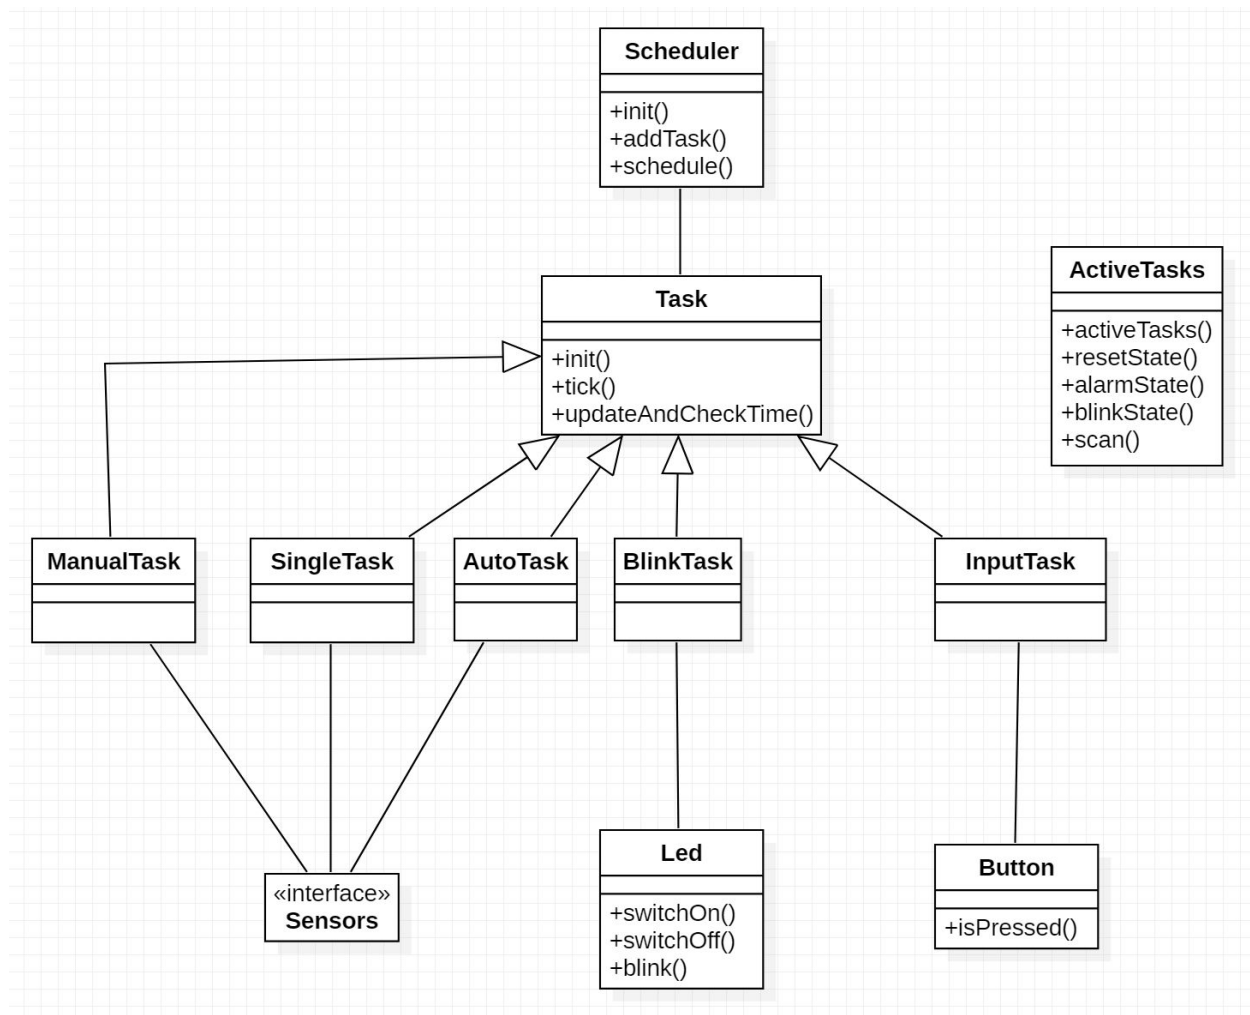 Scheduler
+init()
+addTask()
+schedule()
ActiveTasks
+activeTasks()
+resetState()
+alarmState()
+blinkState()
+scan()
Task
+init()
+tick()
+updateAndCheckTime()
ManualTask
SingleTask
AutoTask
BlinkTask
InputTask
«interface»
Sensors
Led
+switchOn()
+switchOff()
+blink()
Button
+isPressed()